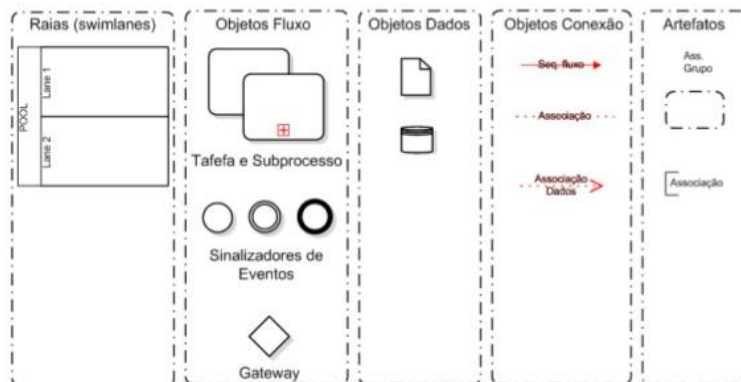 Raias (swimlanes)
POOL
Lane 1
Lane 2
Objetos Fluxo
Tafefa e Subprocesso
Sinalizadores de
Eventos
Gateway
Objetos Dados
Objetos Conexão
Seq. fluxo
Associação
Associação
Dados
Artefatos
Ass.
Grupo
Associação